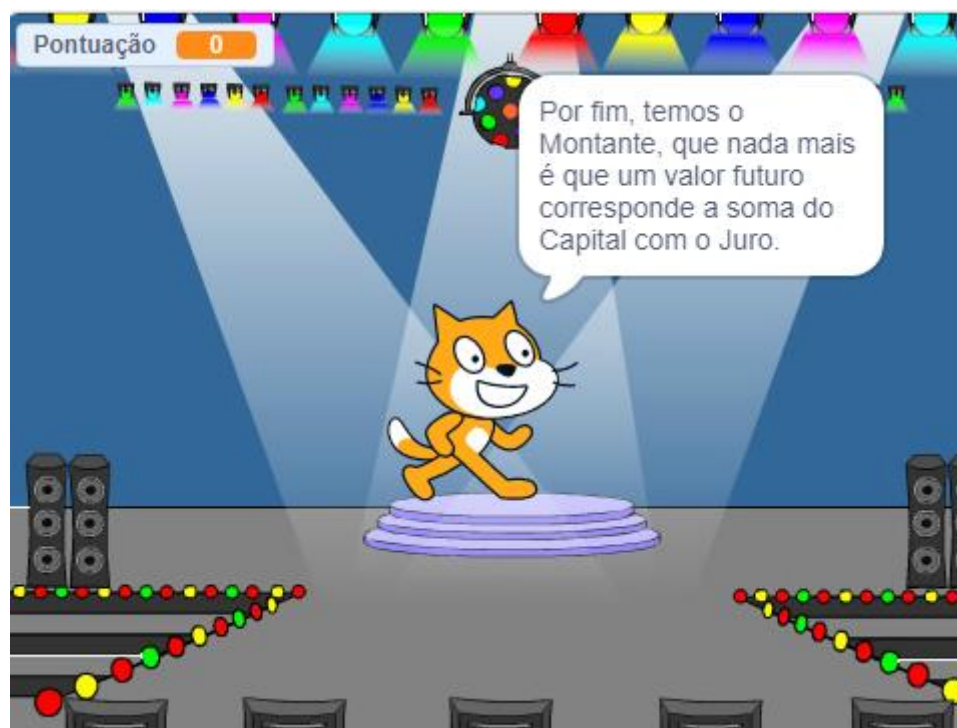 Pontuação 0
Por fim, temos o
Montante, que nada mais
é que um valor futuro
corresponde a soma do
Capital com o Juro.